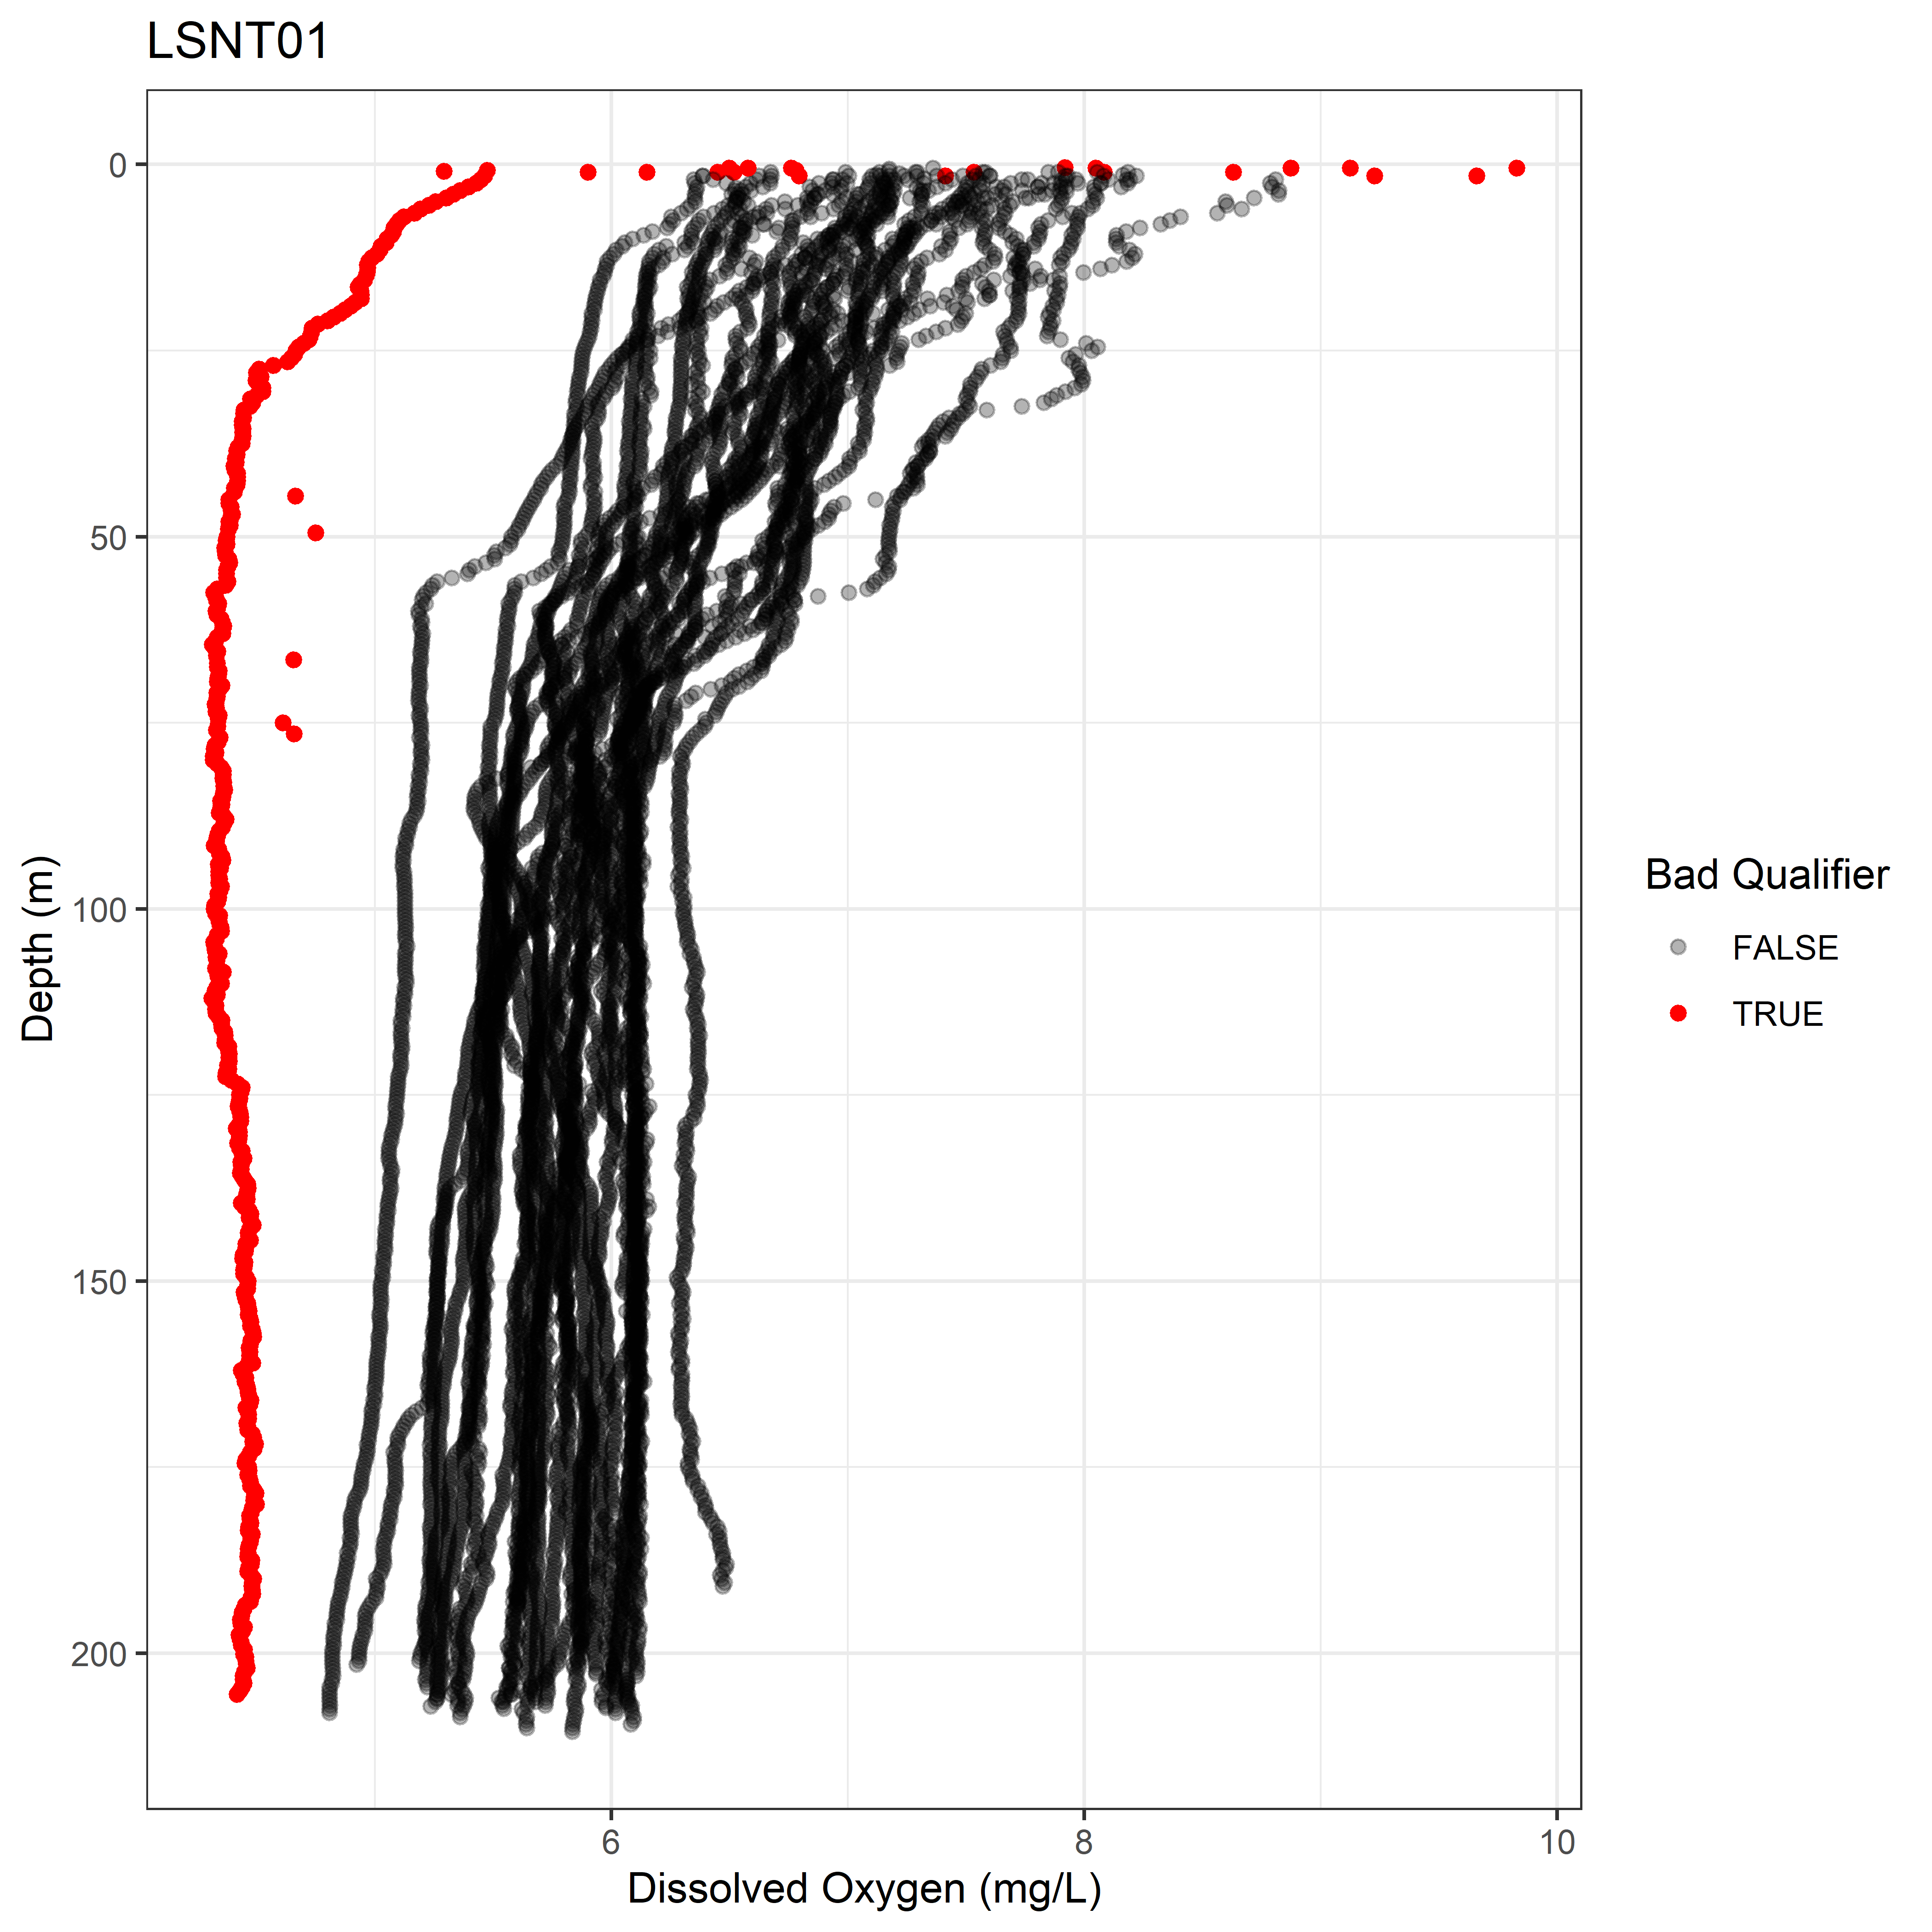 LSNT01
0
50
100
150
200
Depth (m)
6
8
10
Dissolved Oxygen (mg/L)
Bad Qualifier
FALSE
TRUE